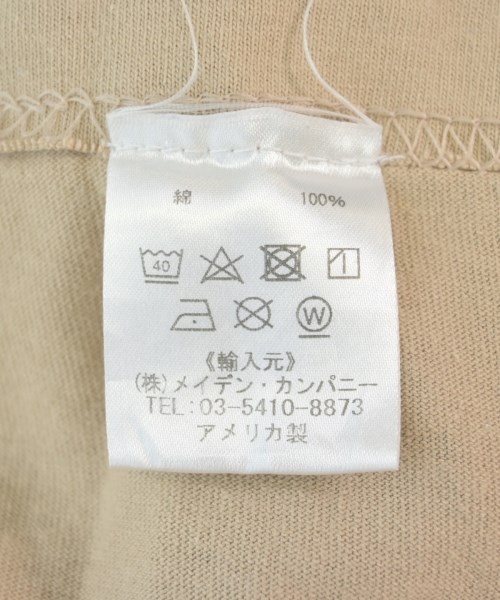 綿 100%
40
W
《輸入元》
(株)メイデン・カンパニー
TEL:03-5410-8873
アメリカ製